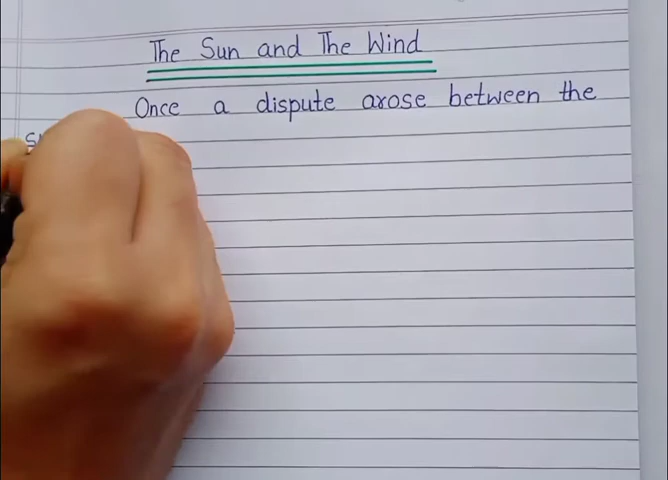 The Sun and The Wind
Once a dispute arose between the